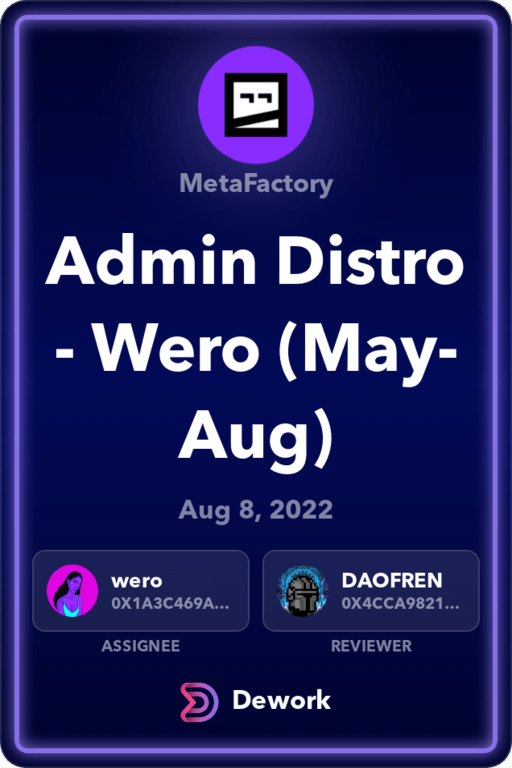 MetaFactory
Admin Distro
- Wero (May-
Aug)
Aug 8, 2022
wero
0X1A3C469A...
DAOFREN
0X4CCA9821...
ASSIGNEE
REVIEWER
Dework